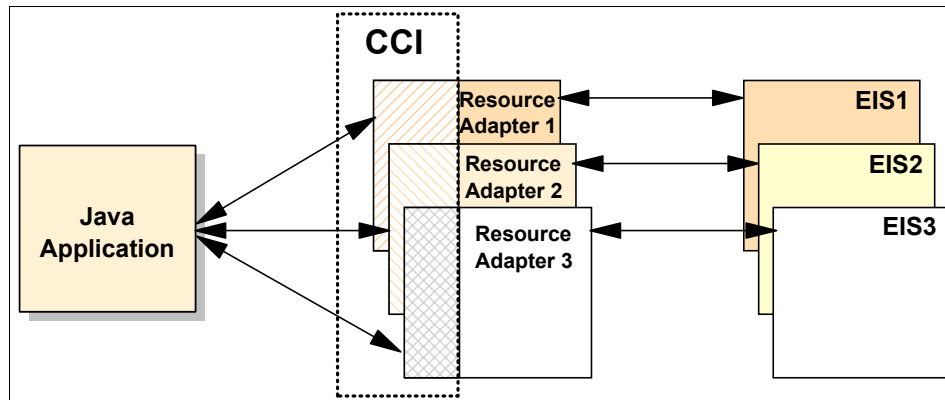 CCI
Resource
Adapter 1
EIS1
Resource
Adapter 2
EIS2
Java
Application
Resource
Adapter 3
EIS3